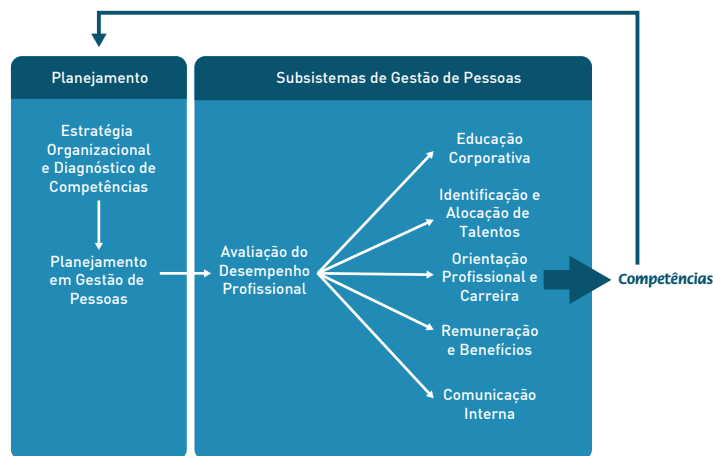 Planejamento
Estratégia
Organizacional
e Diagnóstico de
Competências
Planejamento
em Gestão de
Pessoas
Subsistemas de Gestão de Pessoas
Avaliação do
Desempenho
Profissional
Educação
Corporativa
Identificação e
Alocação de
Talentos
Orientação
Profissional e
Carreira
Remuneração
e Benefícios
Comunicação
Interna
Competências